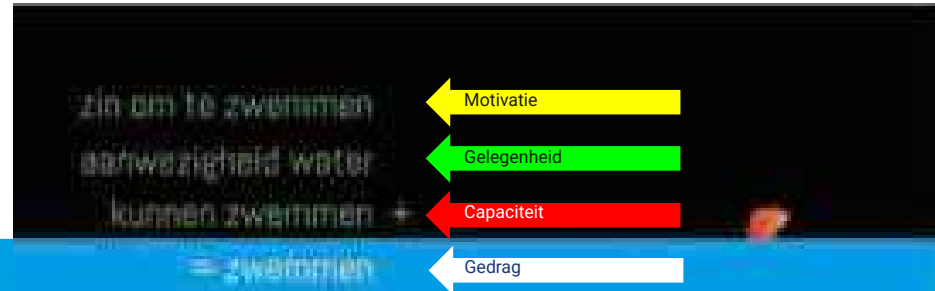 zin om te zwemmen Motivatie
aanwezigheid water Gelegenheid
kunnen zwemmen + Capaciteit
= zwemmen Gedrag